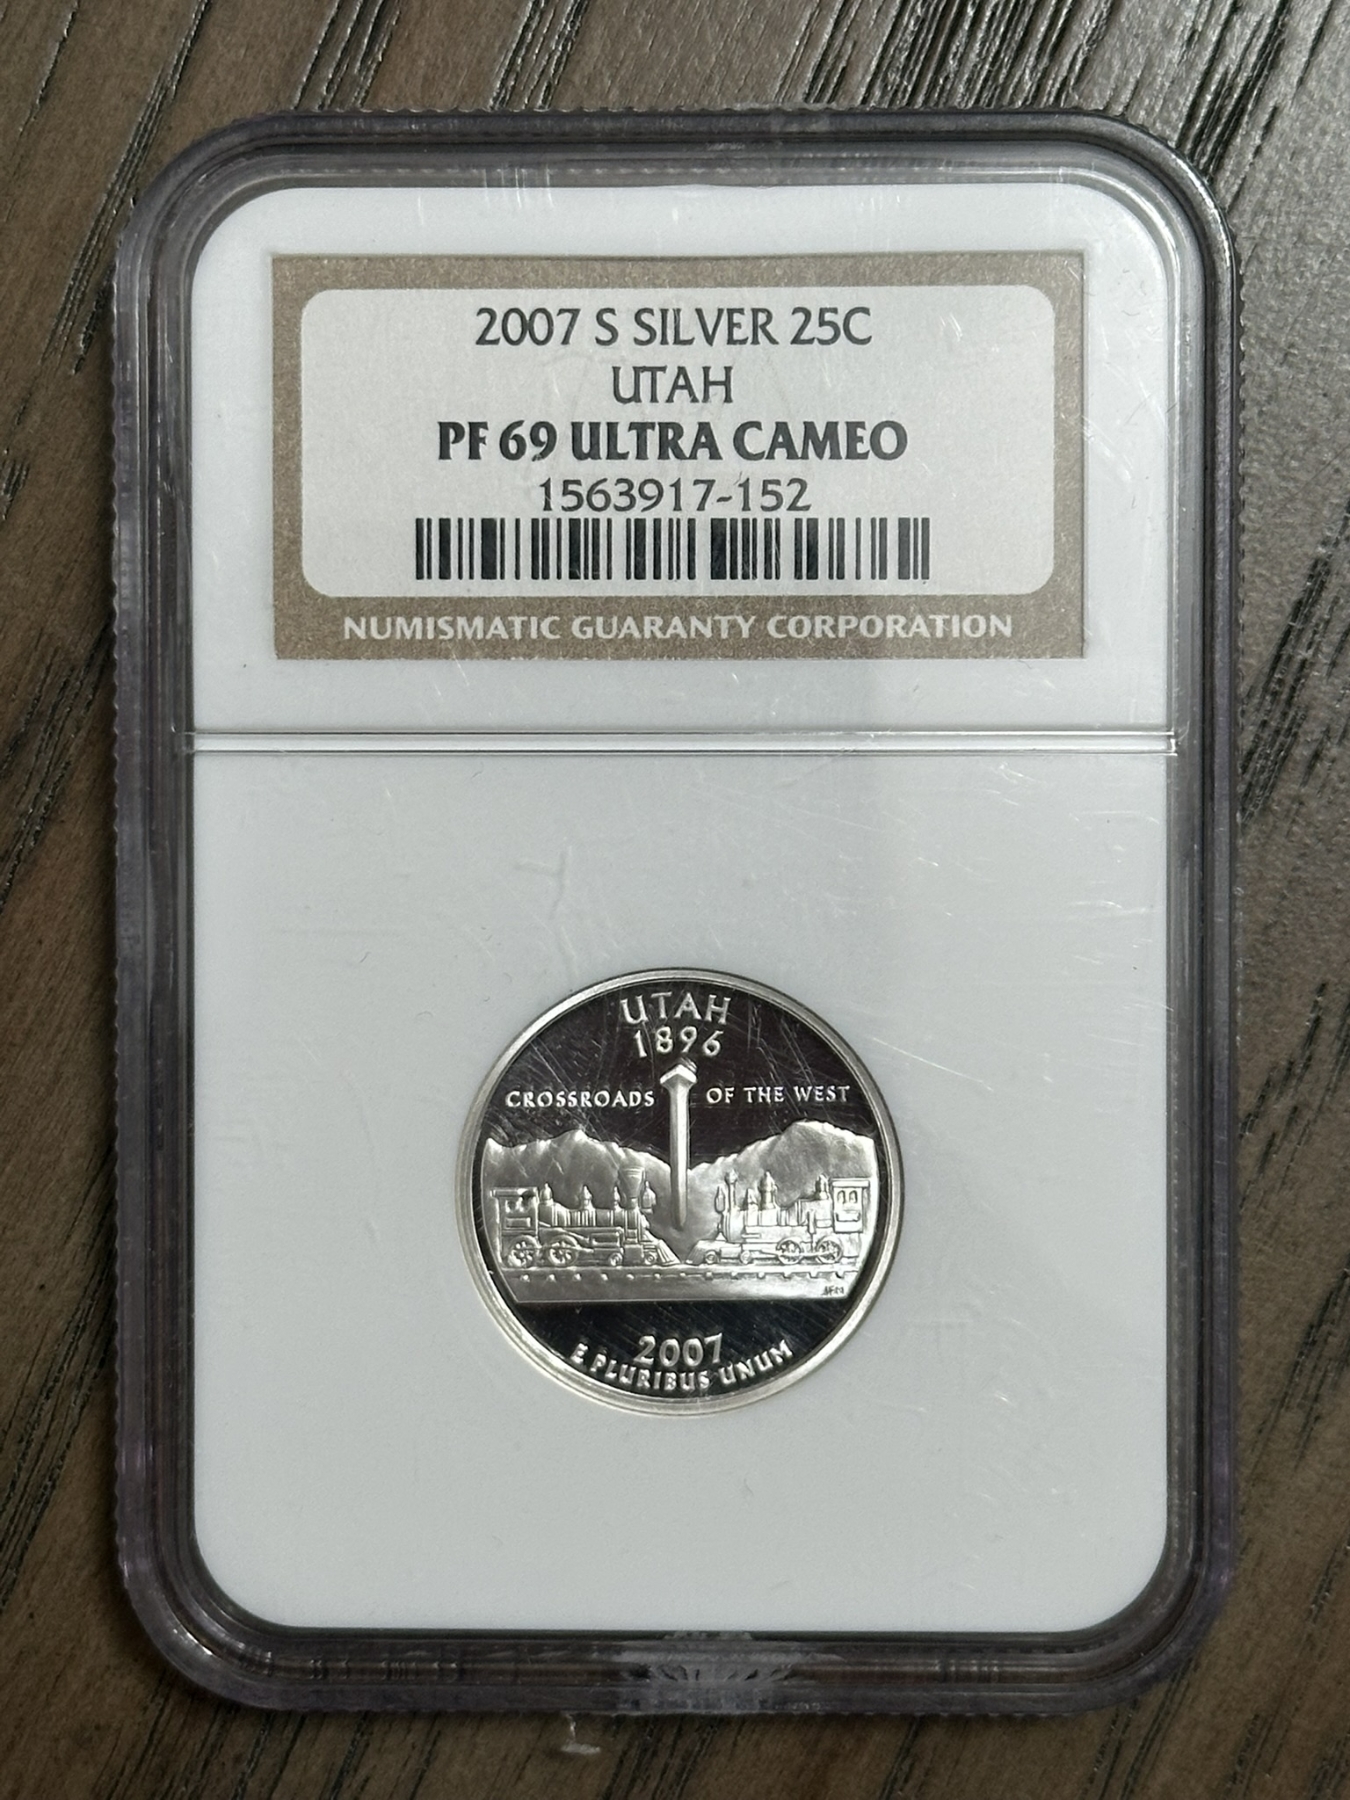 2007 S SILVER 25C
UTAH
PF 69 ULTRA CAMEO
1563917-152
NUMISMATIC GUARANTY CORPORATION
UTAH
1896
CROSSROADS OF THE WEST
2007
E PLURIBUS UNUM